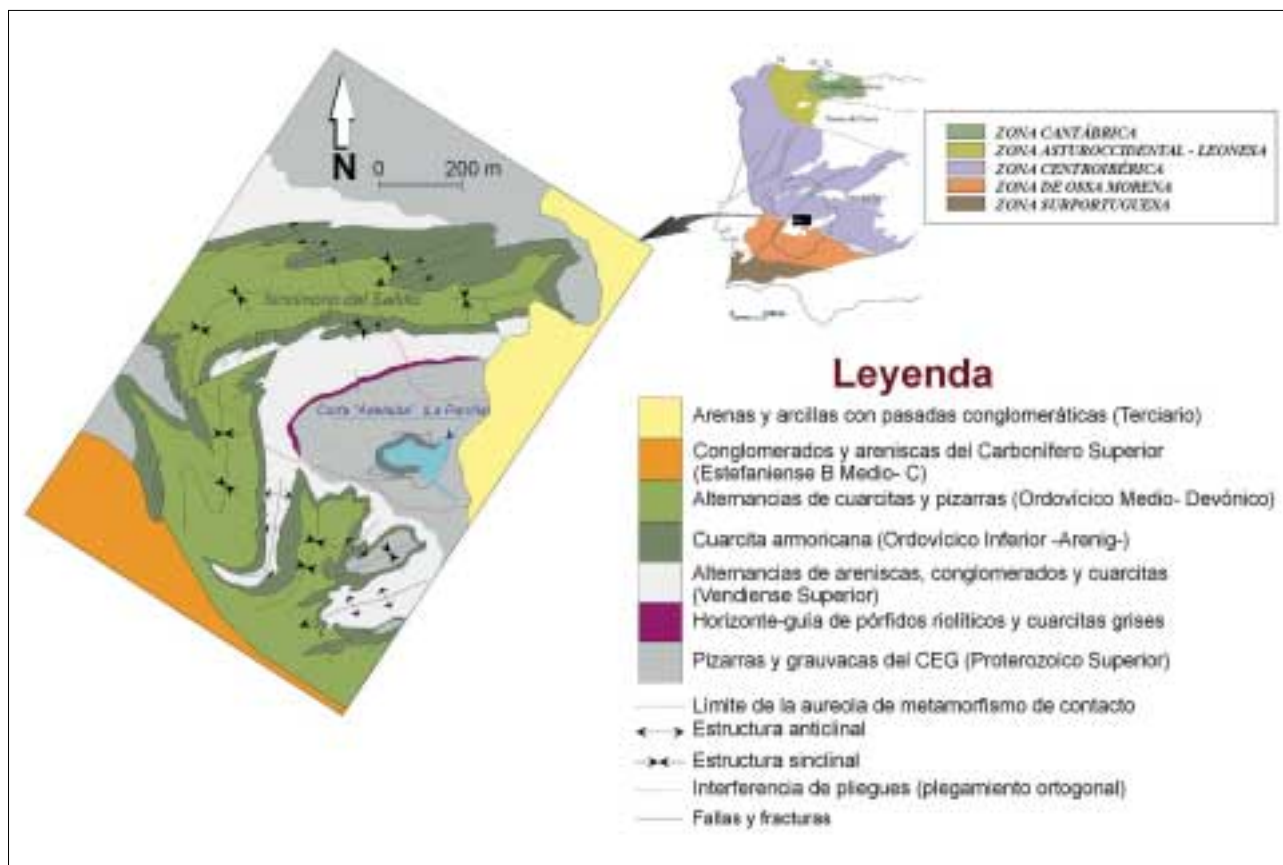 N
0 200 m
Sinclinorio del
ZONA CANTÁBRICA
ZONA ASTUROCCIDENTAL - LEONESA
ZONA CENTROIBÉRICA
ZONA DE OSSA MORENA
ZONA SURPORTUGUESA
Leyenda
Arenas y arcillas con pasadas conglomeráticas (Terciario)
Conglomerados y areniscas del Carbonífero Superior
(Estefaniense B Medio- C)
Alternancias de cuarcitas y pizarras (Ordovícico Medio- Devónico)
Cuarcita armoricana (Ordovícico Inferior -Arenig-)
Alternancias de areniscas, conglomerados y cuarcitas
(Vendiense Superior)
Horizonte-guía de pórfidos riolíticos y cuarcitas grises
Pizarras y grauvacas del CEG (Proterozoico Superior)
Límite de la aureola de metamorfismo de contacto
Estructura anticlinal
Estructura sinclinal
Interferencia de pliegues (plegamiento ortogonal)
Fallas y fracturas